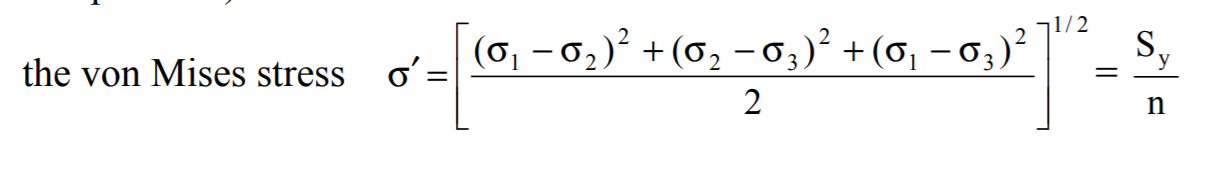 the von Mises stress σ′ = [ ((σ₁ − σ₂)² + (σ₂ − σ₃)² + (σ₁ − σ₃)²) / 2 ]^1/2 = S_y / n